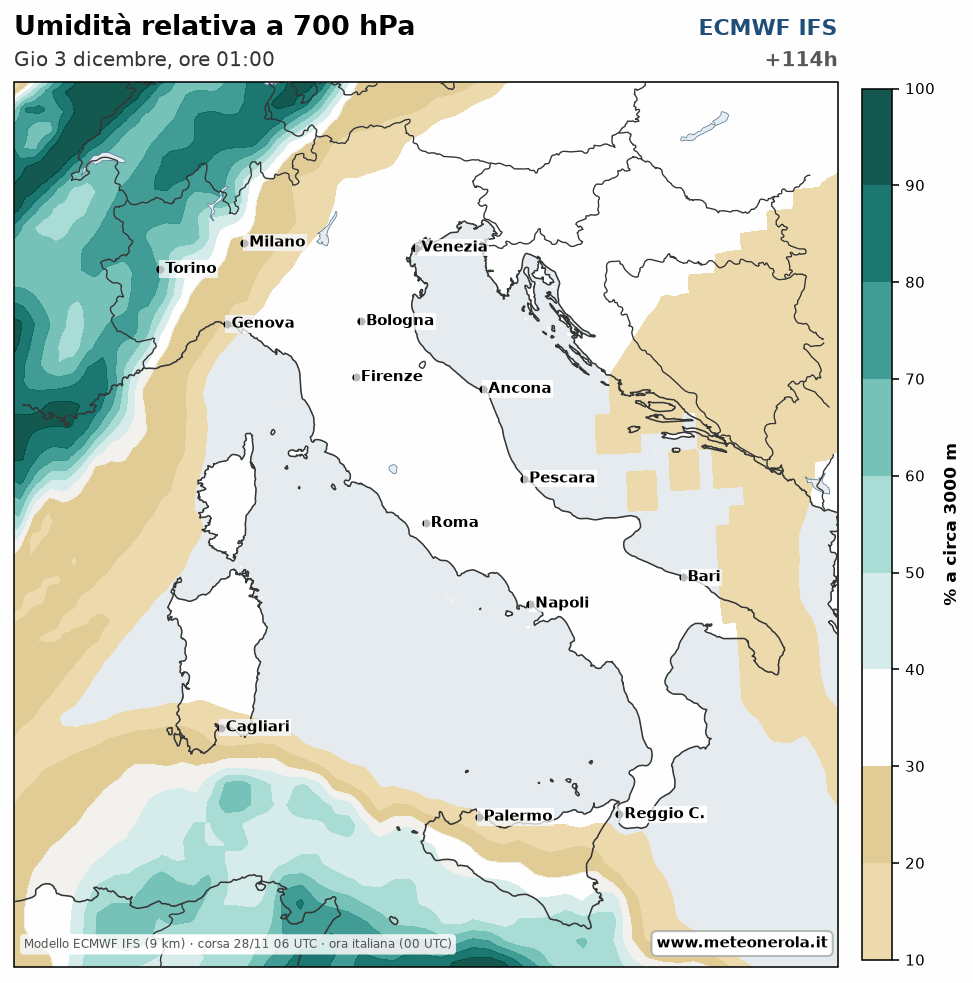 Umidità relativa a 700 hPa
ECMWF IFS
Gio 3 dicembre, ore 01:00
+114h
100
90
80
70
60
50
40
30
20
10
% a circa 3000 m
Milano
Torino
Venezia
Genova
Bologna
Firenze
Ancona
Pescara
Roma
Bari
Napoli
Cagliari
Palermo
Reggio C.
Modello ECMWF IFS (9 km) · corsa 28/11 06 UTC · ora italiana (00 UTC)
www.meteonerola.it